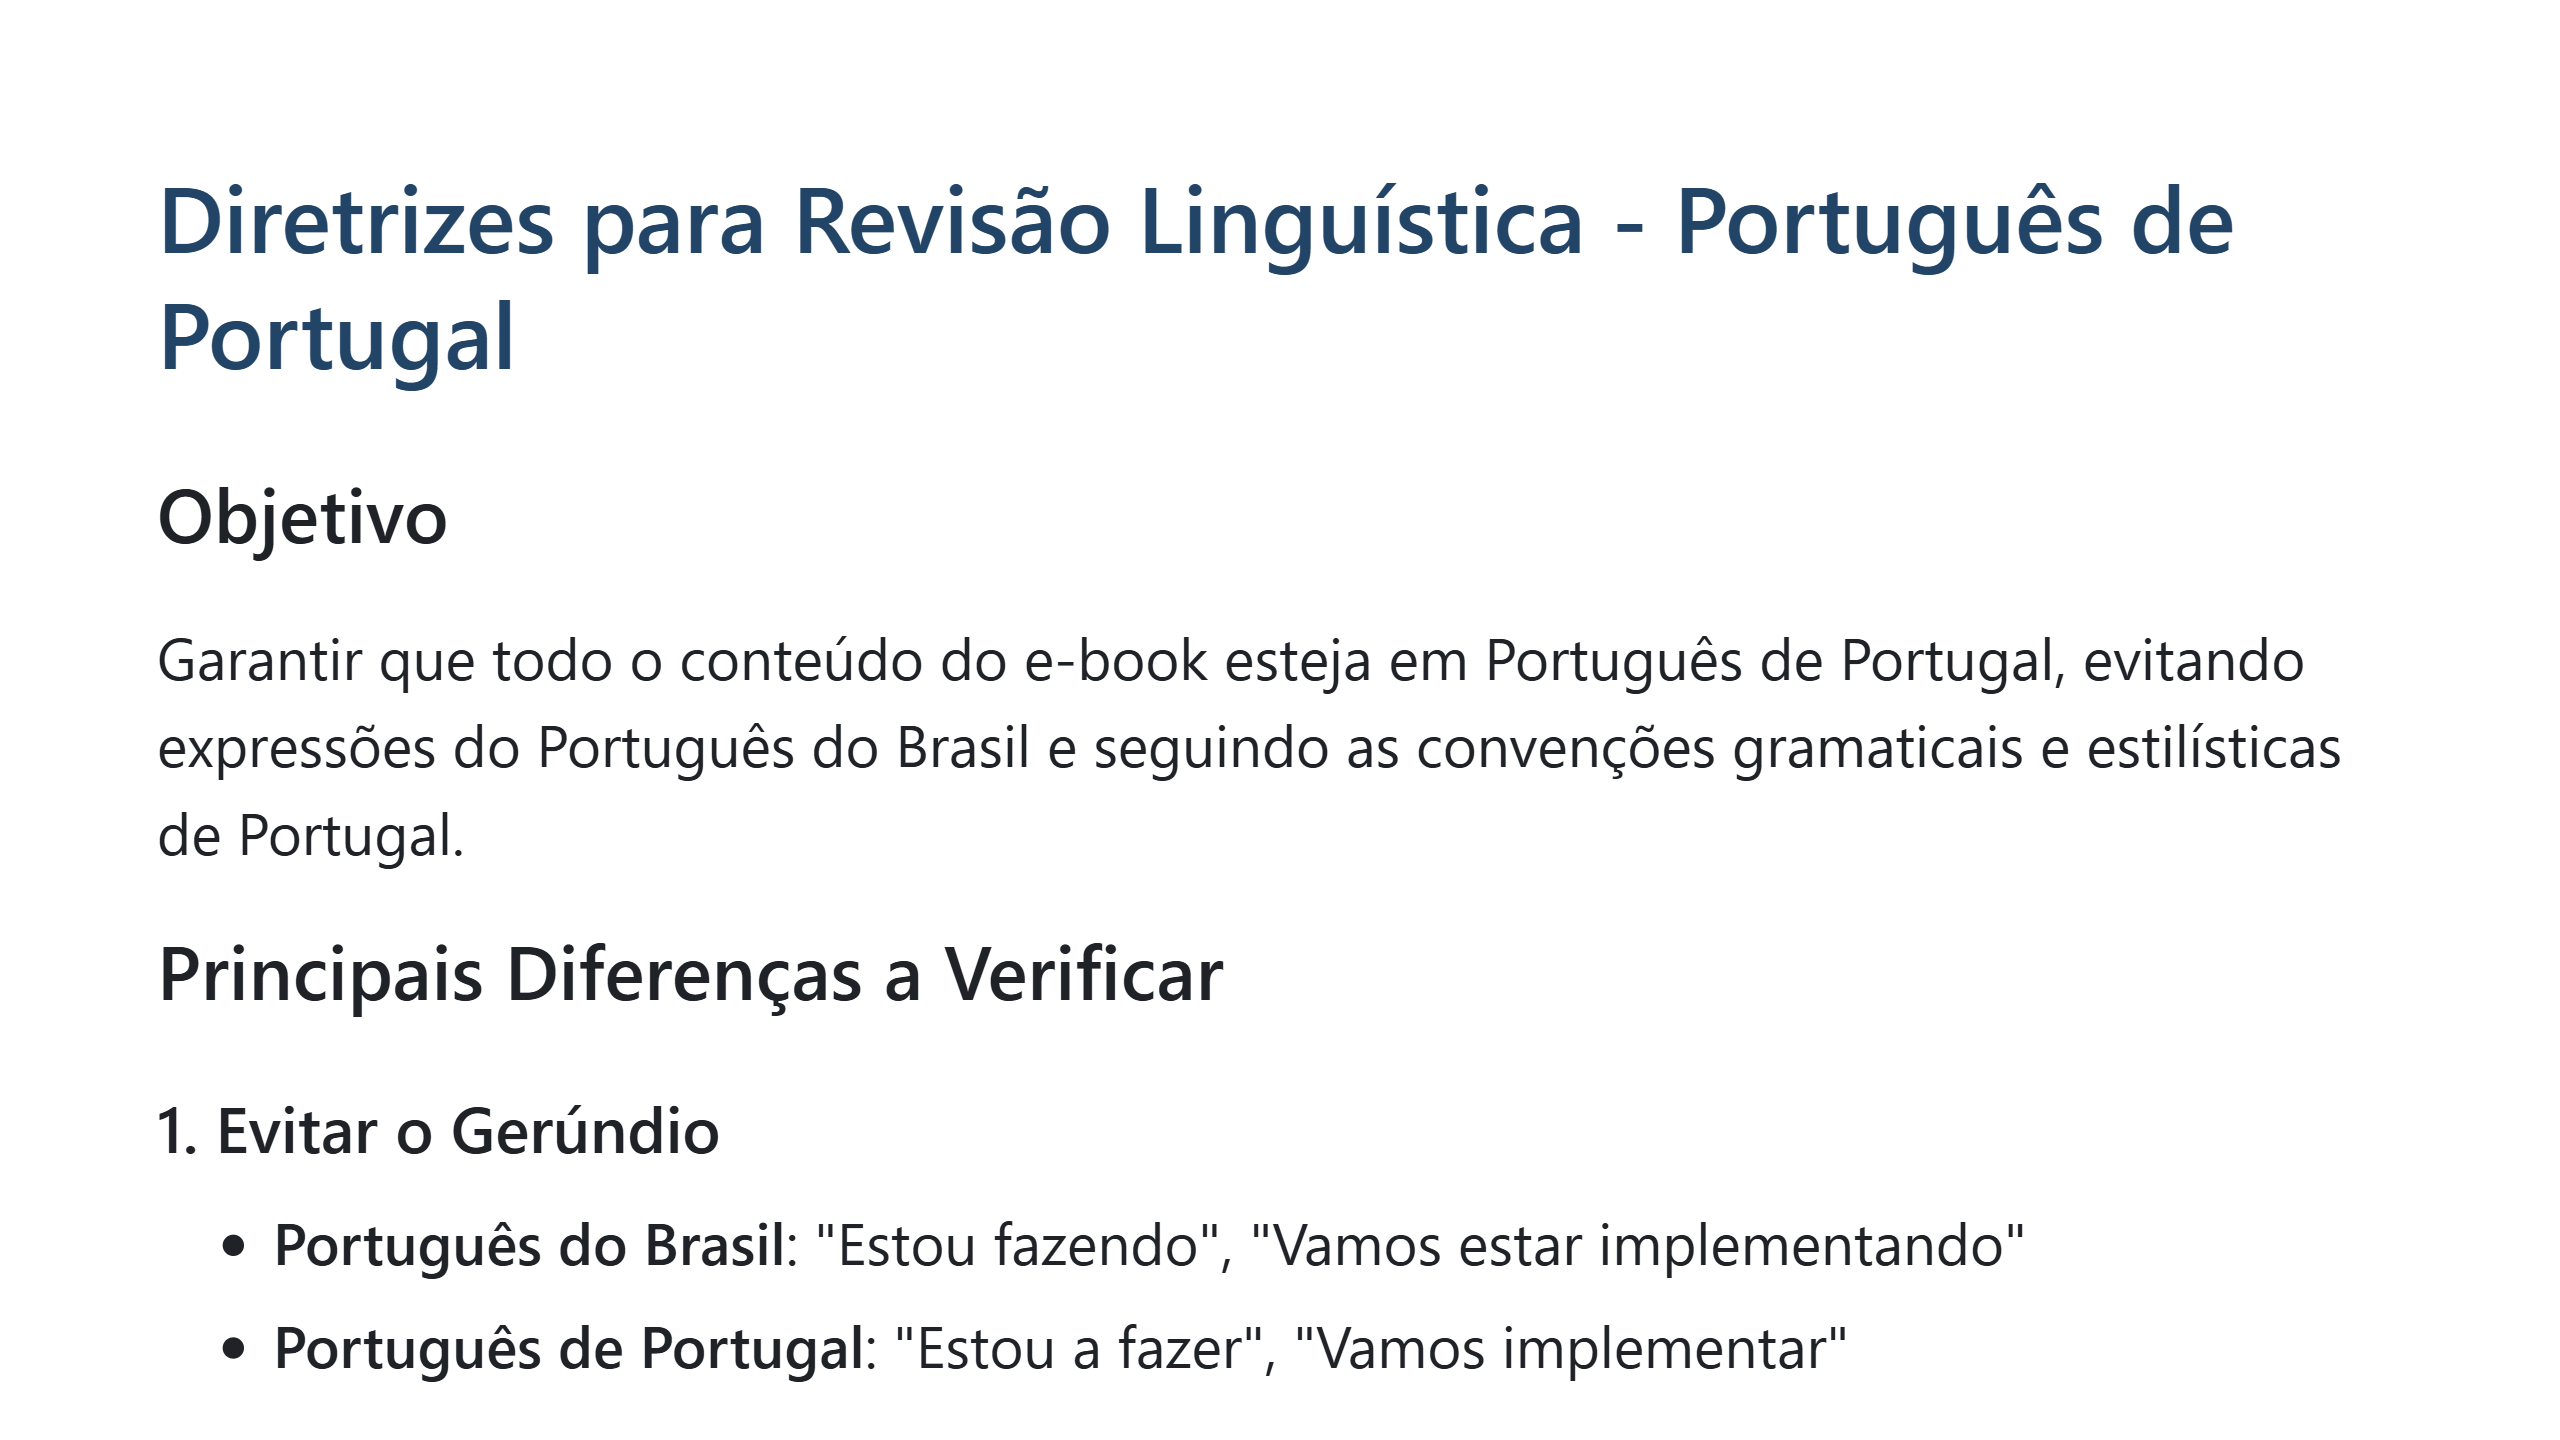 Diretrizes para Revisão Linguística - Português de
Portugal
Objetivo
Garantir que todo o conteúdo do e-book esteja em Português de Portugal, evitando
expressões do Português do Brasil e seguindo as convenções gramaticais e estilísticas
de Portugal.
Principais Diferenças a Verificar
1. Evitar o Gerúndio
• Português do Brasil: "Estou fazendo", "Vamos estar implementando"
• Português de Portugal: "Estou a fazer", "Vamos implementar"